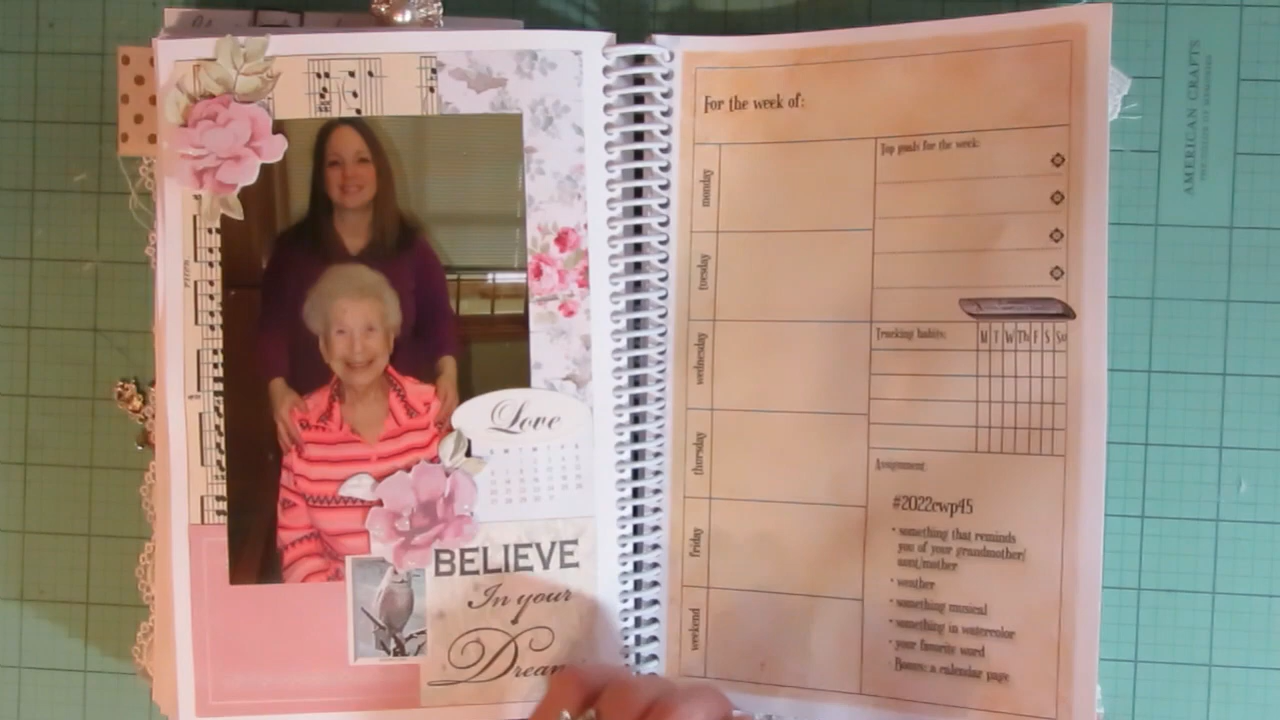 Love
S M T W T F S
BELIEVE
In your
For the week of:
monday
tuesday
wednesday
thursday
friday
weekend
Top goals for the week:
Tracking habits:
M T W Th F S Su
Assignment
#2022cwp45
* something that reminds
you of your grandmother/
aunt/mother
* weather
* something musical
* something in watercolor
* your favorite word
Bonus: a calendar page
AMERICAN CRAFTS